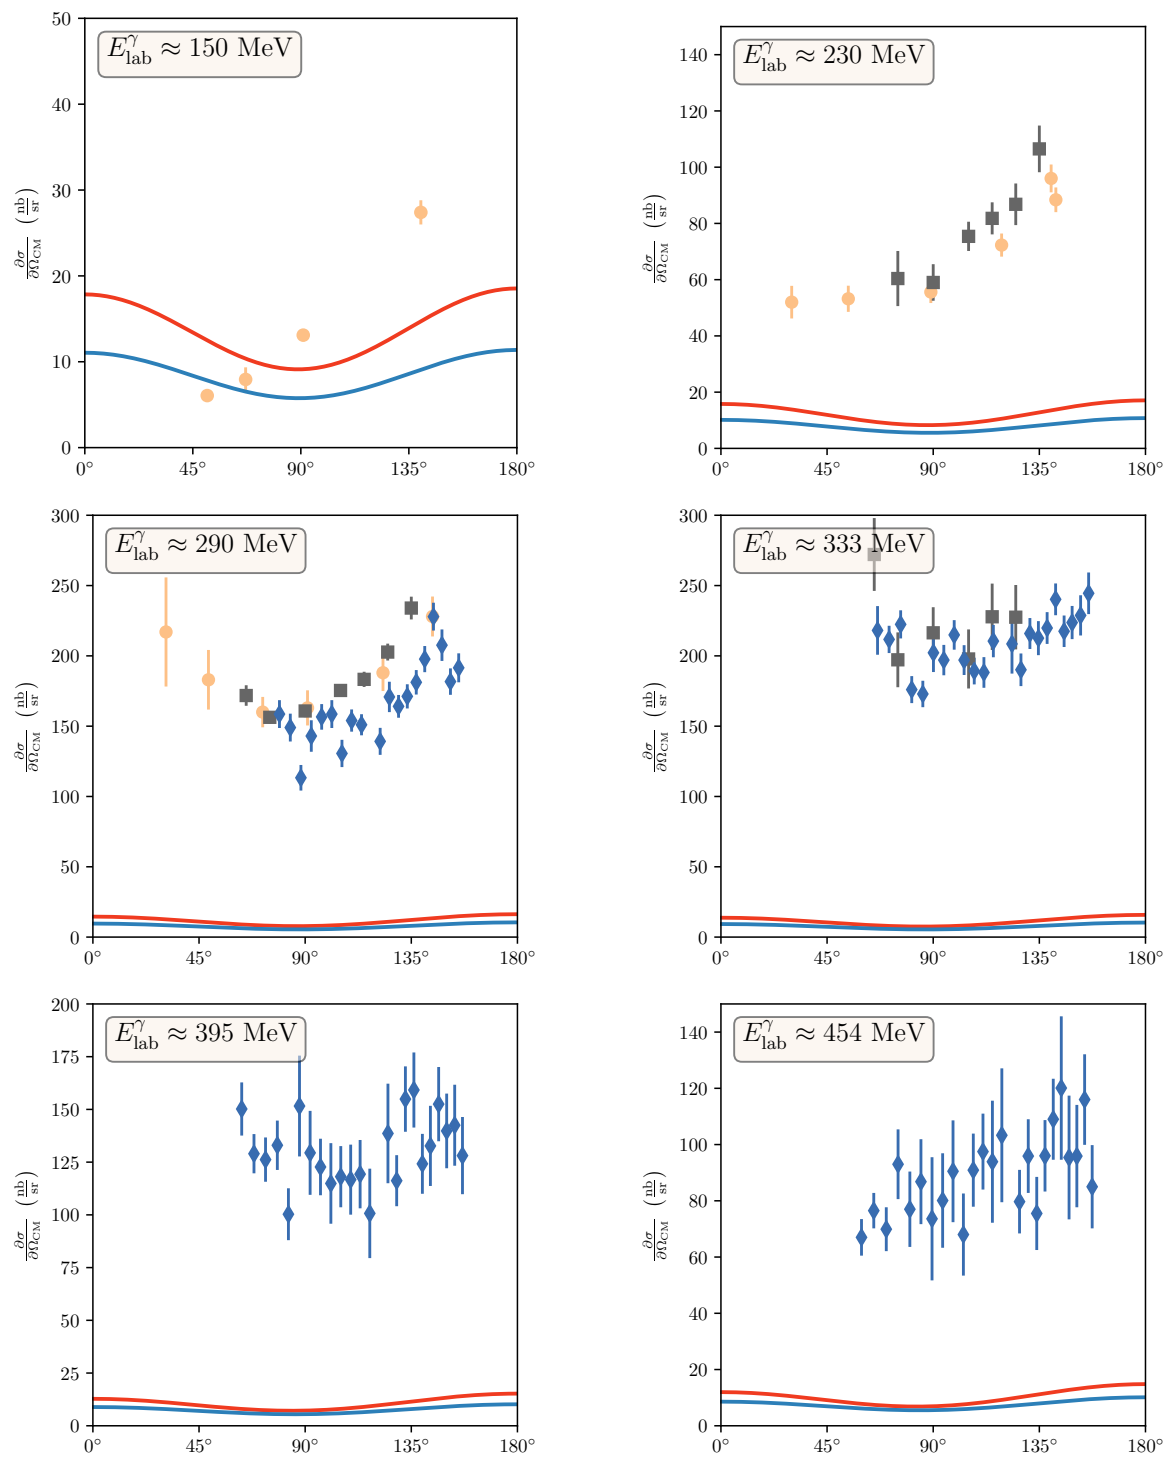 E^γ_lab ≈ 150 MeV
50
40
30
20
10
0
0° 45° 90° 135° 180°
∂σ/∂Ω_CM (nb/sr)
E^γ_lab ≈ 230 MeV
140
120
100
80
60
40
20
0
0° 45° 90° 135° 180°
∂σ/∂Ω_CM (nb/sr)
E^γ_lab ≈ 290 MeV
300
250
200
150
100
50
0
0° 45° 90° 135° 180°
∂σ/∂Ω_CM (nb/sr)
E^γ_lab ≈ 333 MeV
300
250
200
150
100
50
0
0° 45° 90° 135° 180°
∂σ/∂Ω_CM (nb/sr)
E^γ_lab ≈ 395 MeV
200
175
150
125
100
75
50
25
0
0° 45° 90° 135° 180°
∂σ/∂Ω_CM (nb/sr)
E^γ_lab ≈ 454 MeV
140
120
100
80
60
40
20
0
0° 45° 90° 135° 180°
∂σ/∂Ω_CM (nb/sr)